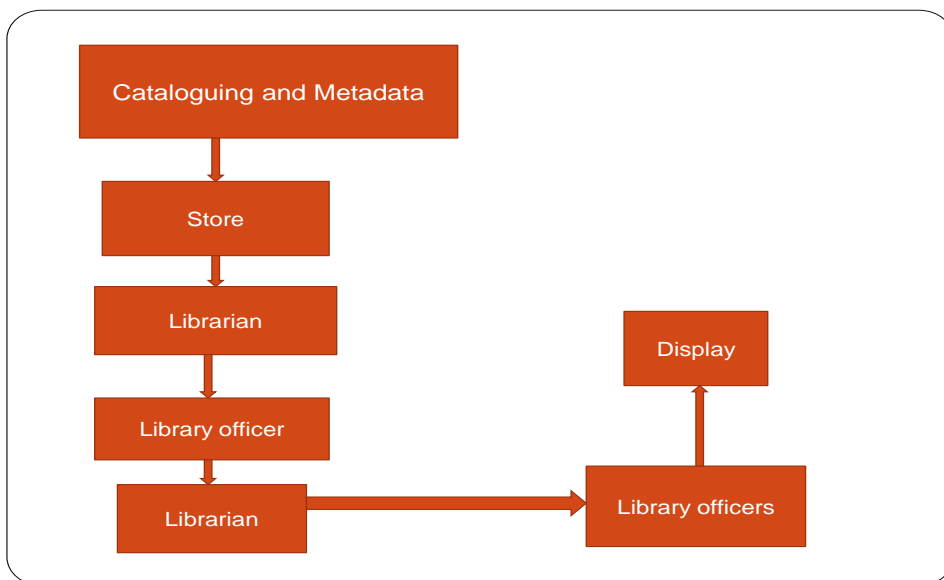 Cataloguing and Metadata
Store
Librarian
Library officer
Librarian
Library officers
Display